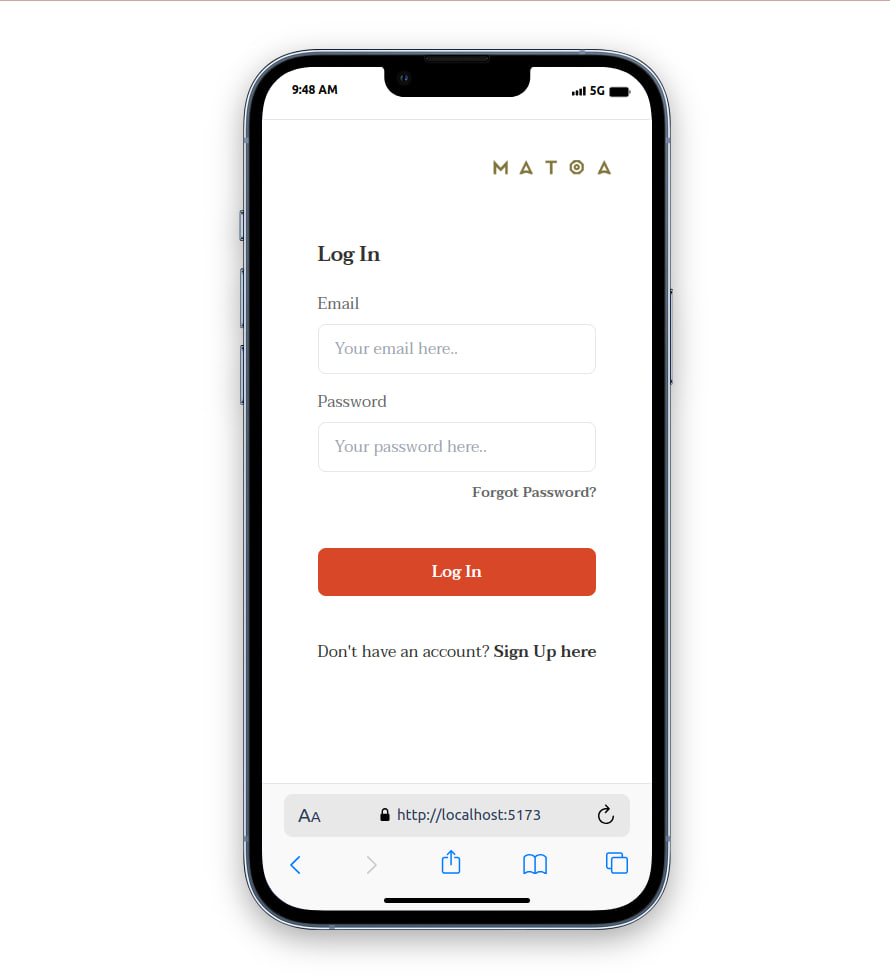 9:48 AM 5G
MATOA
Log In
Email
Your email here..
Password
Your password here..
Forgot Password?
Log In
Don't have an account? Sign Up here
AA http://localhost:5173